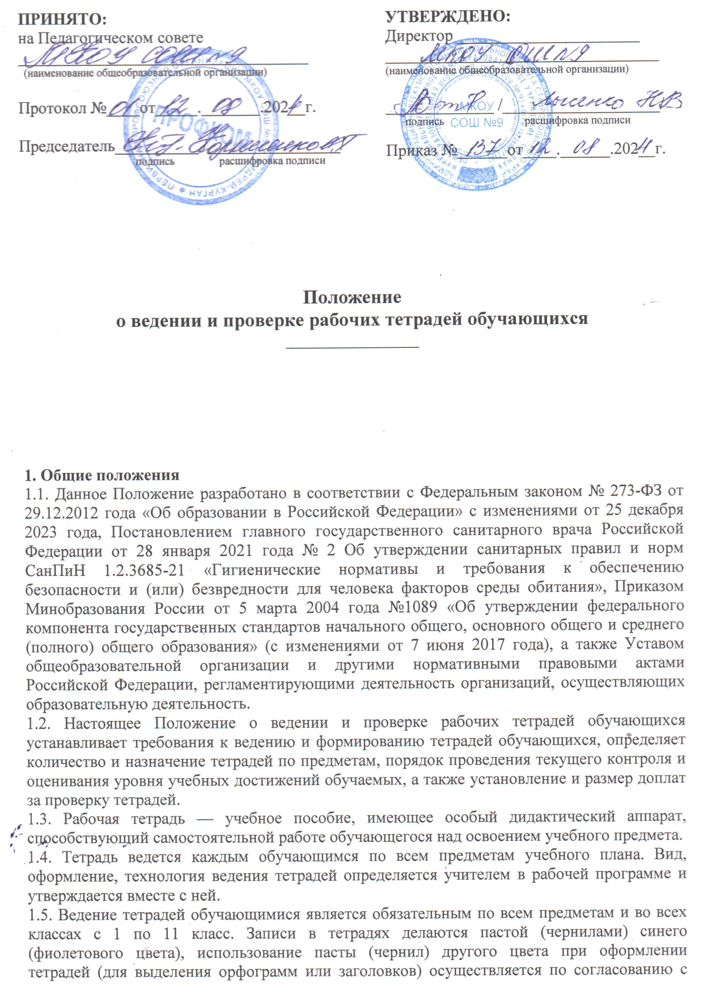 ПРИНЯТО:
на Педагогическом совете
МКОУ СОШ №9
(наименование общеобразовательной организации)
Протокол № 01 от 12 . 08 .2024 г.
Председатель
подпись расшифровка подписи
ПРОФКОМ
УТВЕРЖДЕНО:
Директор
МКОУ СОШ №9
(наименование общеобразовательной организации)
/ Лысенко Н В
подпись расшифровка подписи
МКОУ
СОШ №9
Приказ № 137 от 12 . 08 .2024 г.
Положение
о ведении и проверке рабочих тетрадей обучающихся
1. Общие положения
1.1. Данное Положение разработано в соответствии с Федеральным законом № 273-ФЗ от
29.12.2012 года «Об образовании в Российской Федерации» с изменениями от 25 декабря
2023 года, Постановлением главного государственного санитарного врача Российской
Федерации от 28 января 2021 года № 2 Об утверждении санитарных правил и норм
СанПиН 1.2.3685-21 «Гигиенические нормативы и требования к обеспечению
безопасности и (или) безвредности для человека факторов среды обитания», Приказом
Минобразования России от 5 марта 2004 года №1089 «Об утверждении федерального
компонента государственных стандартов начального общего, основного общего и среднего
(полного) общего образования» (с изменениями от 7 июня 2017 года), а также Уставом
общеобразовательной организации и другими нормативными правовыми актами
Российской Федерации, регламентирующими деятельность организаций, осуществляющих
образовательную деятельность.
1.2. Настоящее Положение о ведении и проверке рабочих тетрадей обучающихся
устанавливает требования к ведению и формированию тетрадей обучающихся, определяет
количество и назначение тетрадей по предметам, порядок проведения текущего контроля и
оценивания уровня учебных достижений обучаемых, а также установление и размер доплат
за проверку тетрадей.
1.3. Рабочая тетрадь — учебное пособие, имеющее особый дидактический аппарат,
способствующий самостоятельной работе обучающегося над освоением учебного предмета.
1.4. Тетрадь ведется каждым обучающимся по всем предметам учебного плана. Вид,
оформление, технология ведения тетрадей определяется учителем в рабочей программе и
утверждается вместе с ней.
1.5. Ведение тетрадей обучающимися является обязательным по всем предметам и во всех
классах с 1 по 11 класс. Записи в тетрадях делаются пастой (чернилами) синего
(фиолетового цвета), использование пасты (чернил) другого цвета при оформлении
тетрадей (для выделения орфограмм или заголовков) осуществляется по согласованию с